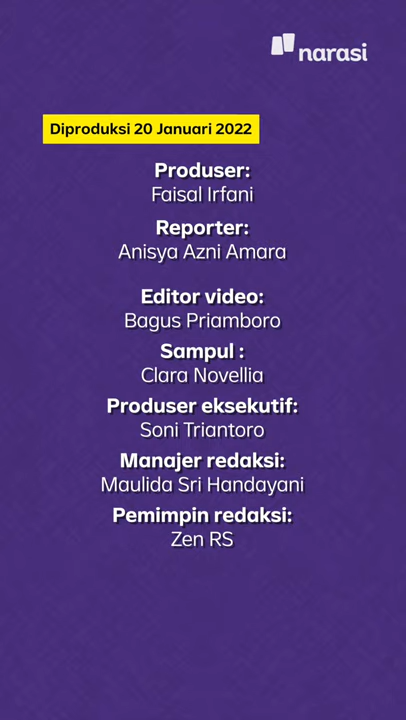 narasi
Diproduksi 20 Januari 2022
Produser:
Faisal Irfani
Reporter:
Anisya Azni Amara
Editor video:
Bagus Priamboro
Sampul :
Clara Novellia
Produser eksekutif:
Soni Triantoro
Manajer redaksi:
Maulida Sri Handayani
Pemimpin redaksi:
Zen RS